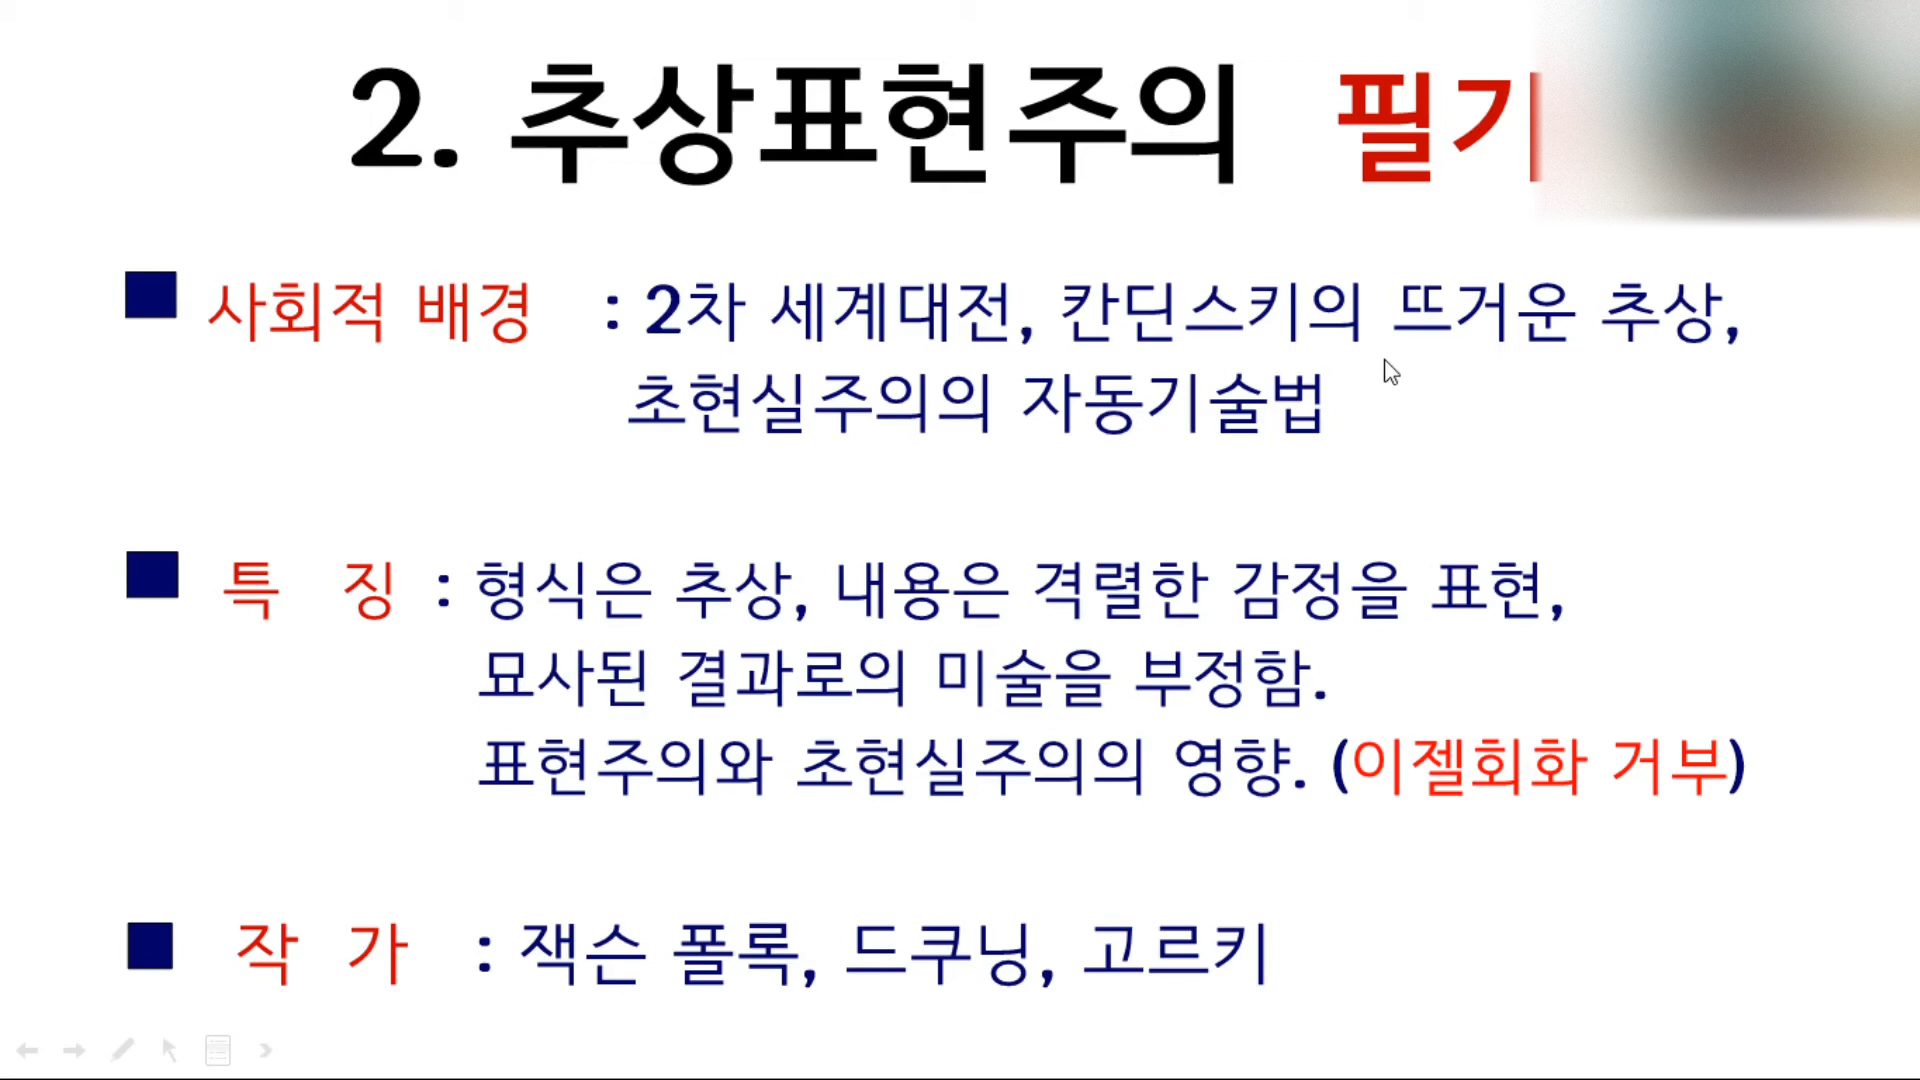 2. 추상표현주의 필기
사회적 배경 : 2차 세계대전, 칸딘스키의 뜨거운 추상,
초현실주의의 자동기술법
특 징 : 형식은 추상, 내용은 격렬한 감정을 표현,
묘사된 결과로의 미술을 부정함.
표현주의와 초현실주의의 영향. (이젤회화 거부)
작 가 : 잭슨 폴록, 드쿠닝, 고르키